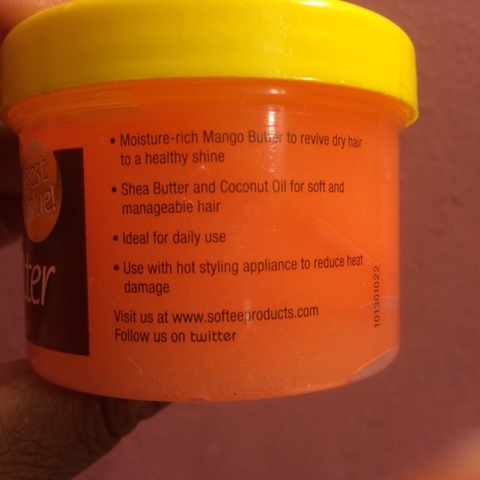 • Moisture-rich Mango Butter to revive dry hair
to a healthy shine
• Shea Butter and Coconut Oil for soft and
manageable hair
• Ideal for daily use
• Use with hot styling appliance to reduce heat
damage
Visit us at www.softeeproducts.com
Follow us on twitter
101301022